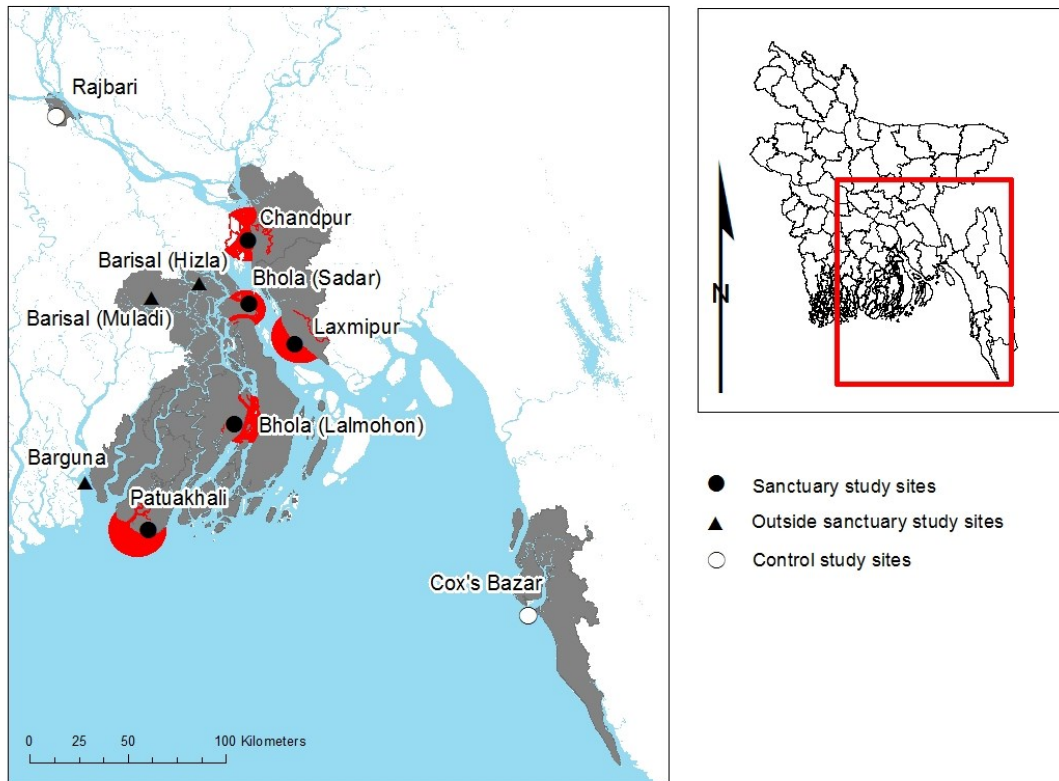 Rajbari
Chandpur
Barisal (Hizla)
Bhola (Sadar)
Barisal (Muladi)
Laxmipur
Bhola (Lalmohon)
Barguna
Patuakhali
Cox's Bazar
0 25 50 100 Kilometers
N
Sanctuary study sites
Outside sanctuary study sites
Control study sites